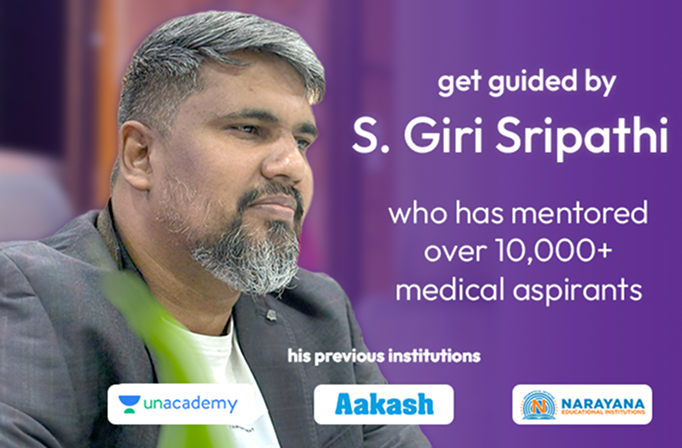 get guided by
S. Giri Sripathi
who has mentored
over 10,000+
medical aspirants
his previous institutions
unacademy
Aakash
N NARAYANA
EDUCATIONAL INSTITUTIONS